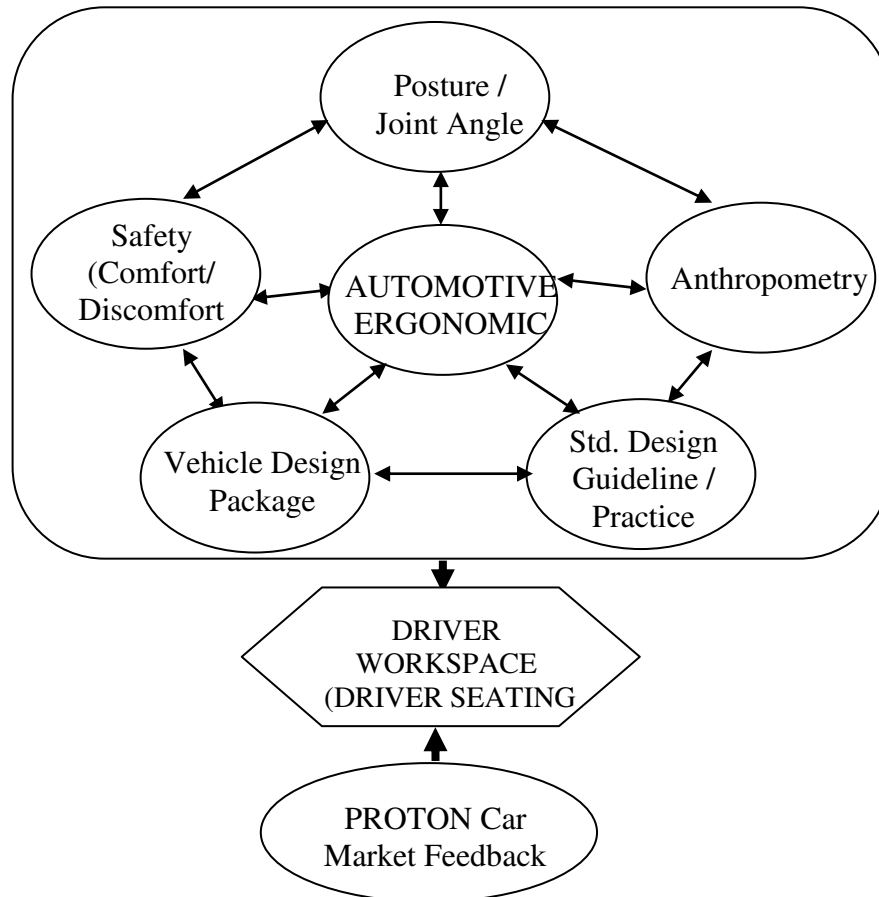 Posture /
Joint Angle
Safety
(Comfort/
Discomfort
AUTOMOTIVE
ERGONOMIC
Anthropometry
Vehicle Design
Package
Std. Design
Guideline /
Practice
DRIVER
WORKSPACE
(DRIVER SEATING
PROTON Car
Market Feedback